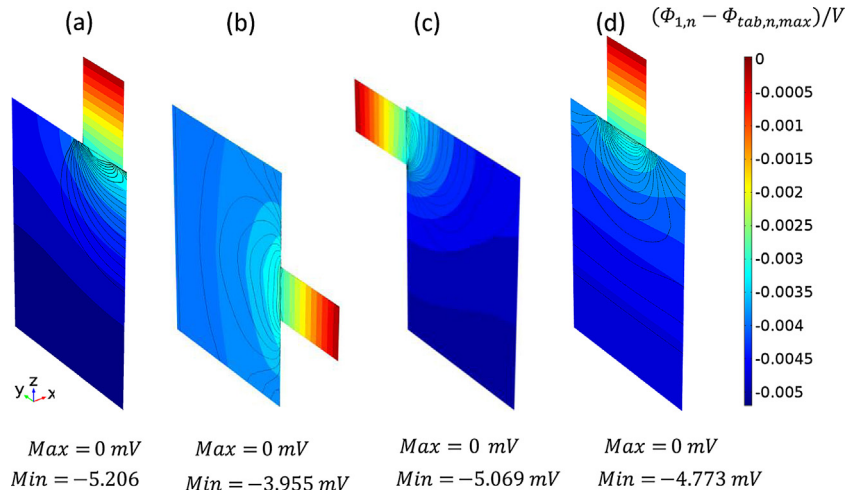 (a) (b) (c) (d) (Φ1,n − Φtab,n,max)/V
0
-0.0005
-0.001
-0.0015
-0.002
-0.0025
-0.003
-0.0035
-0.004
-0.0045
-0.005
z
y x
Max = 0 mV Max = 0 mV Max = 0 mV Max = 0 mV
Min = −5.206 Min = −3.955 mV Min = −5.069 mV Min = −4.773 mV